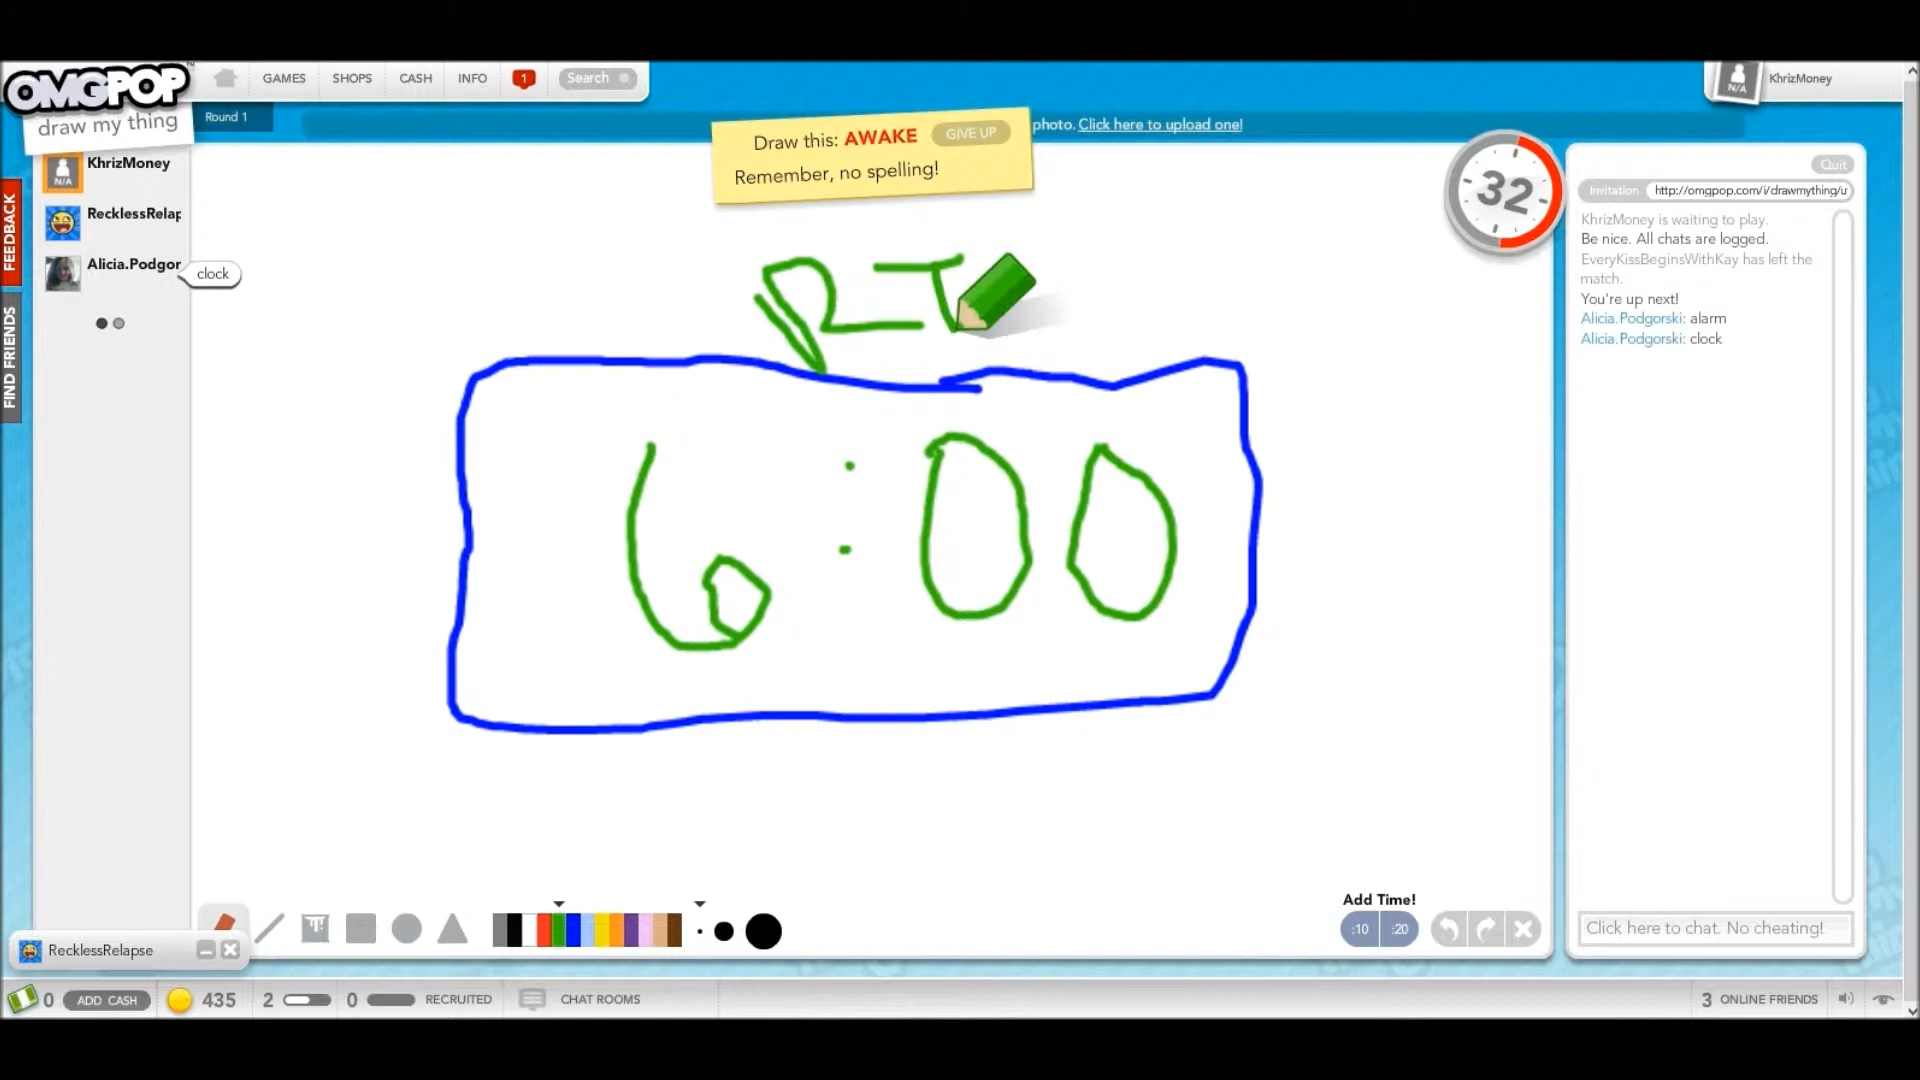 OMGPOP
draw my thing
GAMES
SHOPS
CASH
INFO
1
Search
N/A
KhrizMoney
Round 1
photo. Click here to upload one!
Draw this: AWAKE
GIVE UP
Remember, no spelling!
FEEDBACK
FIND FRIENDS
N/A
KhrizMoney
RecklessRelap
Alicia.Podgor
clock
32
6:00
Quit
Invitation
http://omgpop.com/i/drawmything/u
KhrizMoney is waiting to play.
Be nice. All chats are logged.
EveryKissBeginsWithKay has left the
match.
You're up next!
Alicia.Podgorski: alarm
Alicia.Podgorski: clock
Add Time!
:10
:20
Click here to chat. No cheating!
RecklessRelapse
0
ADD CASH
435
2
0
RECRUITED
CHAT ROOMS
3 ONLINE FRIENDS